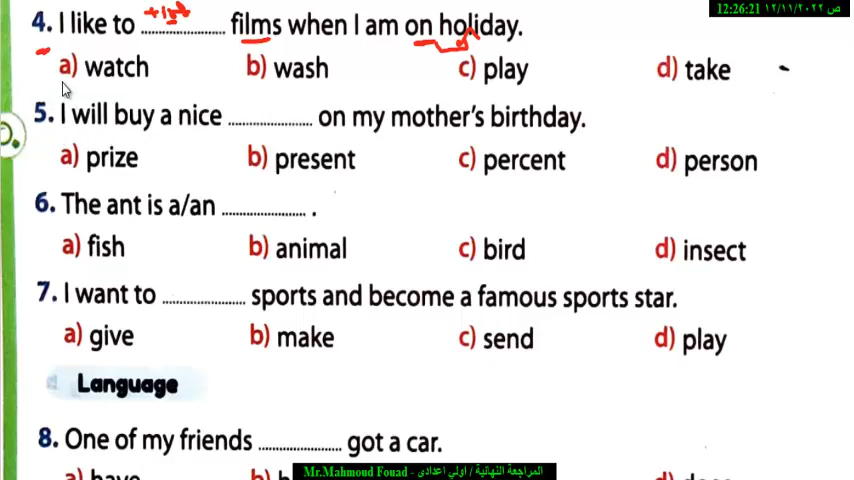 ص 12:26:21 ٢٠٢٢/١١/١٢
4. I like to .................... films when I am on holiday.
a) watch b) wash c) play d) take -
5. I will buy a nice .................... on my mother's birthday.
a) prize b) present c) percent d) person
6. The ant is a/an .................... .
a) fish b) animal c) bird d) insect
7. I want to .................... sports and become a famous sports star.
a) give b) make c) send d) play
Language
8. One of my friends .................... got a car.
a) have
Mr.Mahmoud Fouad - المراجعة النهائية / اولي اعدادى